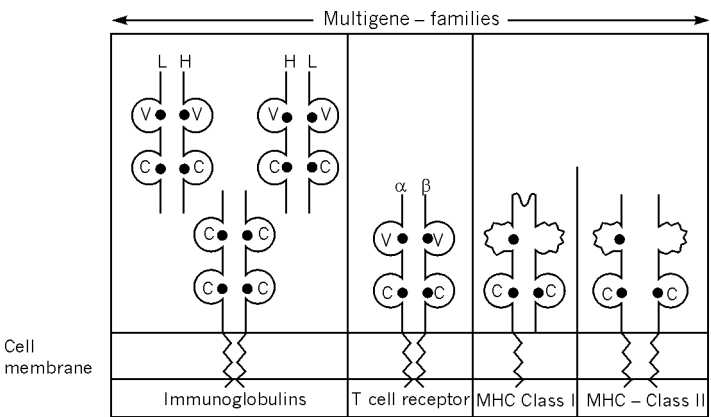 Multigene – families
L H H L
V V V V
C C C C
α β
C C V V
C C C C C C C C
Cell
membrane
Immunoglobulins T cell receptor MHC Class I MHC – Class II